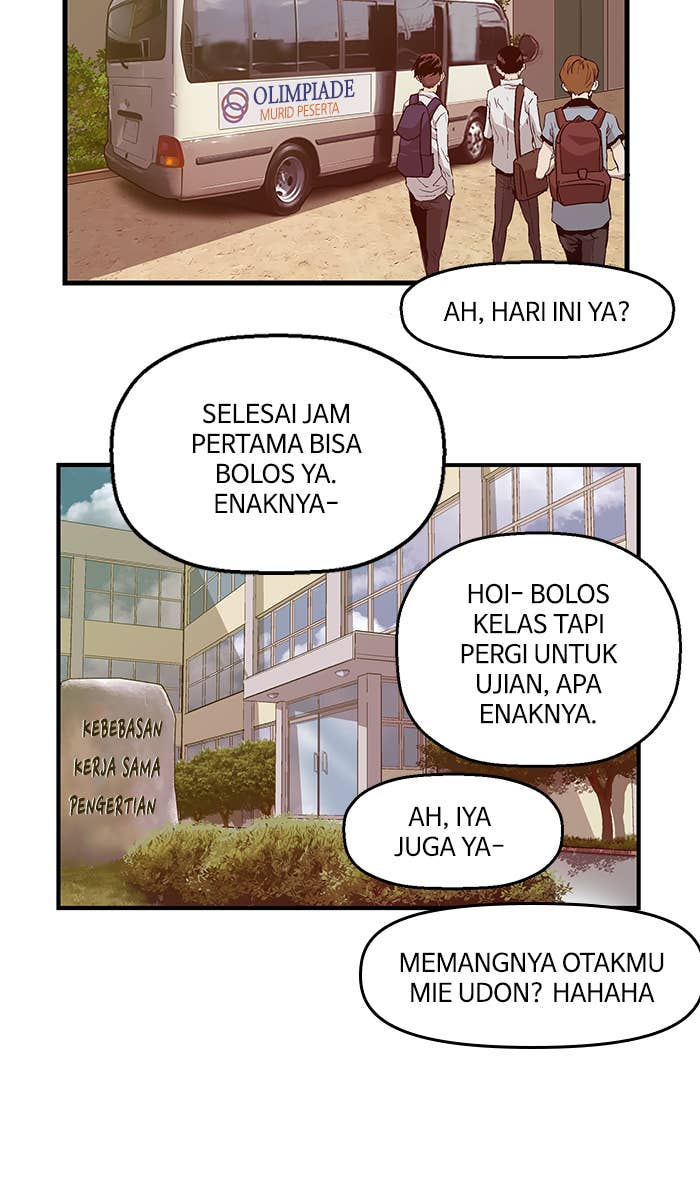 OLIMPIADE
MURID PESERTA
AH, HARI INI YA?
SELESAI JAM
PERTAMA BISA
BOLOS YA.
ENAKNYA-
HOI- BOLOS
KELAS TAPI
PERGI UNTUK
UJIAN, APA
ENAKNYA.
KEBEBASAN
KERJA SAMA
PENGERTIAN
AH, IYA
JUGA YA-
MEMANGNYA OTAKMU
MIE UDON? HAHAHA